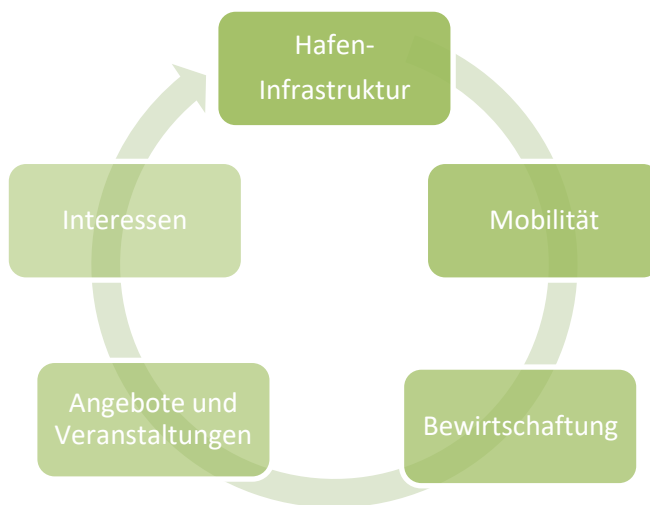 Hafen-
Infrastruktur
Mobilität
Bewirtschaftung
Angebote und
Veranstaltungen
Interessen